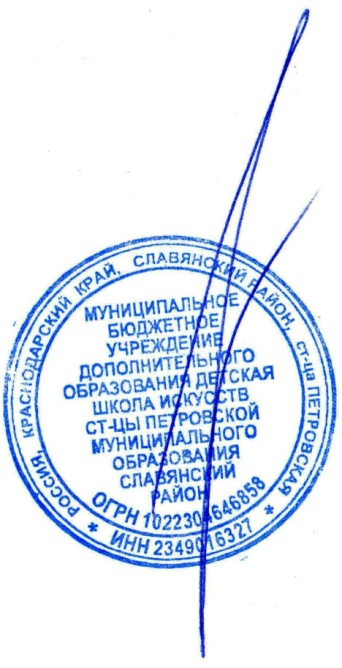 РОССИЯ, КРАСНОДАРСКИЙ КРАЙ, СЛАВЯНСКИЙ РАЙОН, ст-ца ПЕТРОВСКАЯ
МУНИЦИПАЛЬНОЕ
БЮДЖЕТНОЕ
УЧРЕЖДЕНИЕ
ДОПОЛНИТЕЛЬНОГО
ОБРАЗОВАНИЯ ДЕТСКАЯ
ШКОЛА ИСКУССТВ
СТ-ЦЫ ПЕТРОВСКОЙ
МУНИЦИПАЛЬНОГО
ОБРАЗОВАНИЯ
СЛАВЯНСКИЙ
РАЙОН
ОГРН 1022304646858
* ИНН 2349016327 *